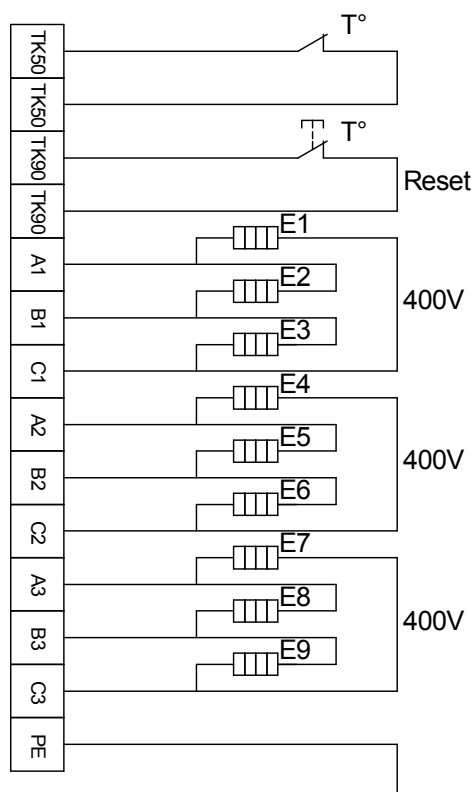 TK50
T°
TK50
TK90
T°
Reset
TK90
E1
A1
E2
400V
B1
E3
C1
E4
A2
E5
400V
B2
E6
C2
E7
A3
E8
400V
B3
E9
C3
PE